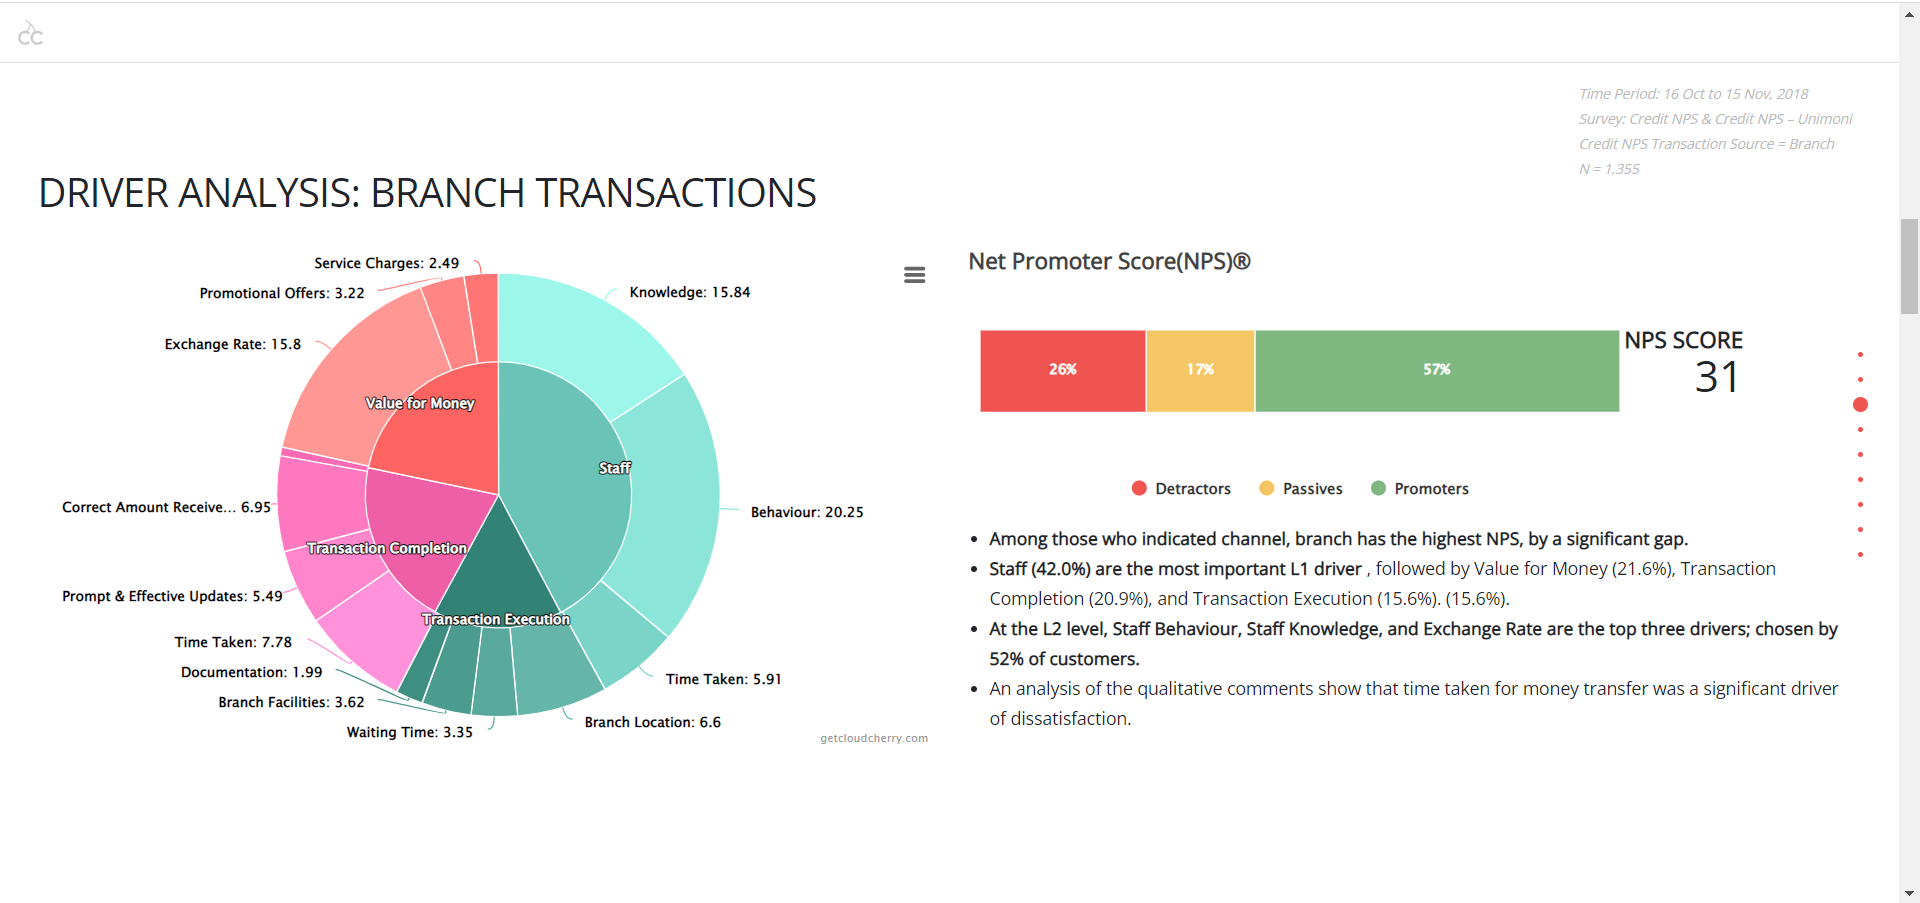 CC
Time Period: 16 Oct to 15 Nov, 2018
Survey: Credit NPS & Credit NPS – Unimoni
Credit NPS Transaction Source = Branch
N = 1,355
DRIVER ANALYSIS: BRANCH TRANSACTIONS
Service Charges: 2.49
Promotional Offers: 3.22
Knowledge: 15.84
Exchange Rate: 15.8
Value for Money
Staff
Correct Amount Receive... 6.95
Behaviour: 20.25
Transaction Completion
Prompt & Effective Updates: 5.49
Transaction Execution
Time Taken: 7.78
Documentation: 1.99
Time Taken: 5.91
Branch Facilities: 3.62
Branch Location: 6.6
Waiting Time: 3.35
getcloudcherry.com
Net Promoter Score(NPS)®
26%
17%
57%
NPS SCORE
31
Detractors
Passives
Promoters
Among those who indicated channel, branch has the highest NPS, by a significant gap.
Staff (42.0%) are the most important L1 driver , followed by Value for Money (21.6%), Transaction
Completion (20.9%), and Transaction Execution (15.6%). (15.6%).
At the L2 level, Staff Behaviour, Staff Knowledge, and Exchange Rate are the top three drivers; chosen by
52% of customers.
An analysis of the qualitative comments show that time taken for money transfer was a significant driver
of dissatisfaction.